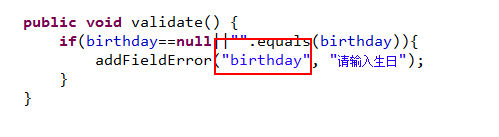 public void validate() {
if(birthday==null||"".equals(birthday)){
addFieldError("birthday", "请输入生日");
}
}